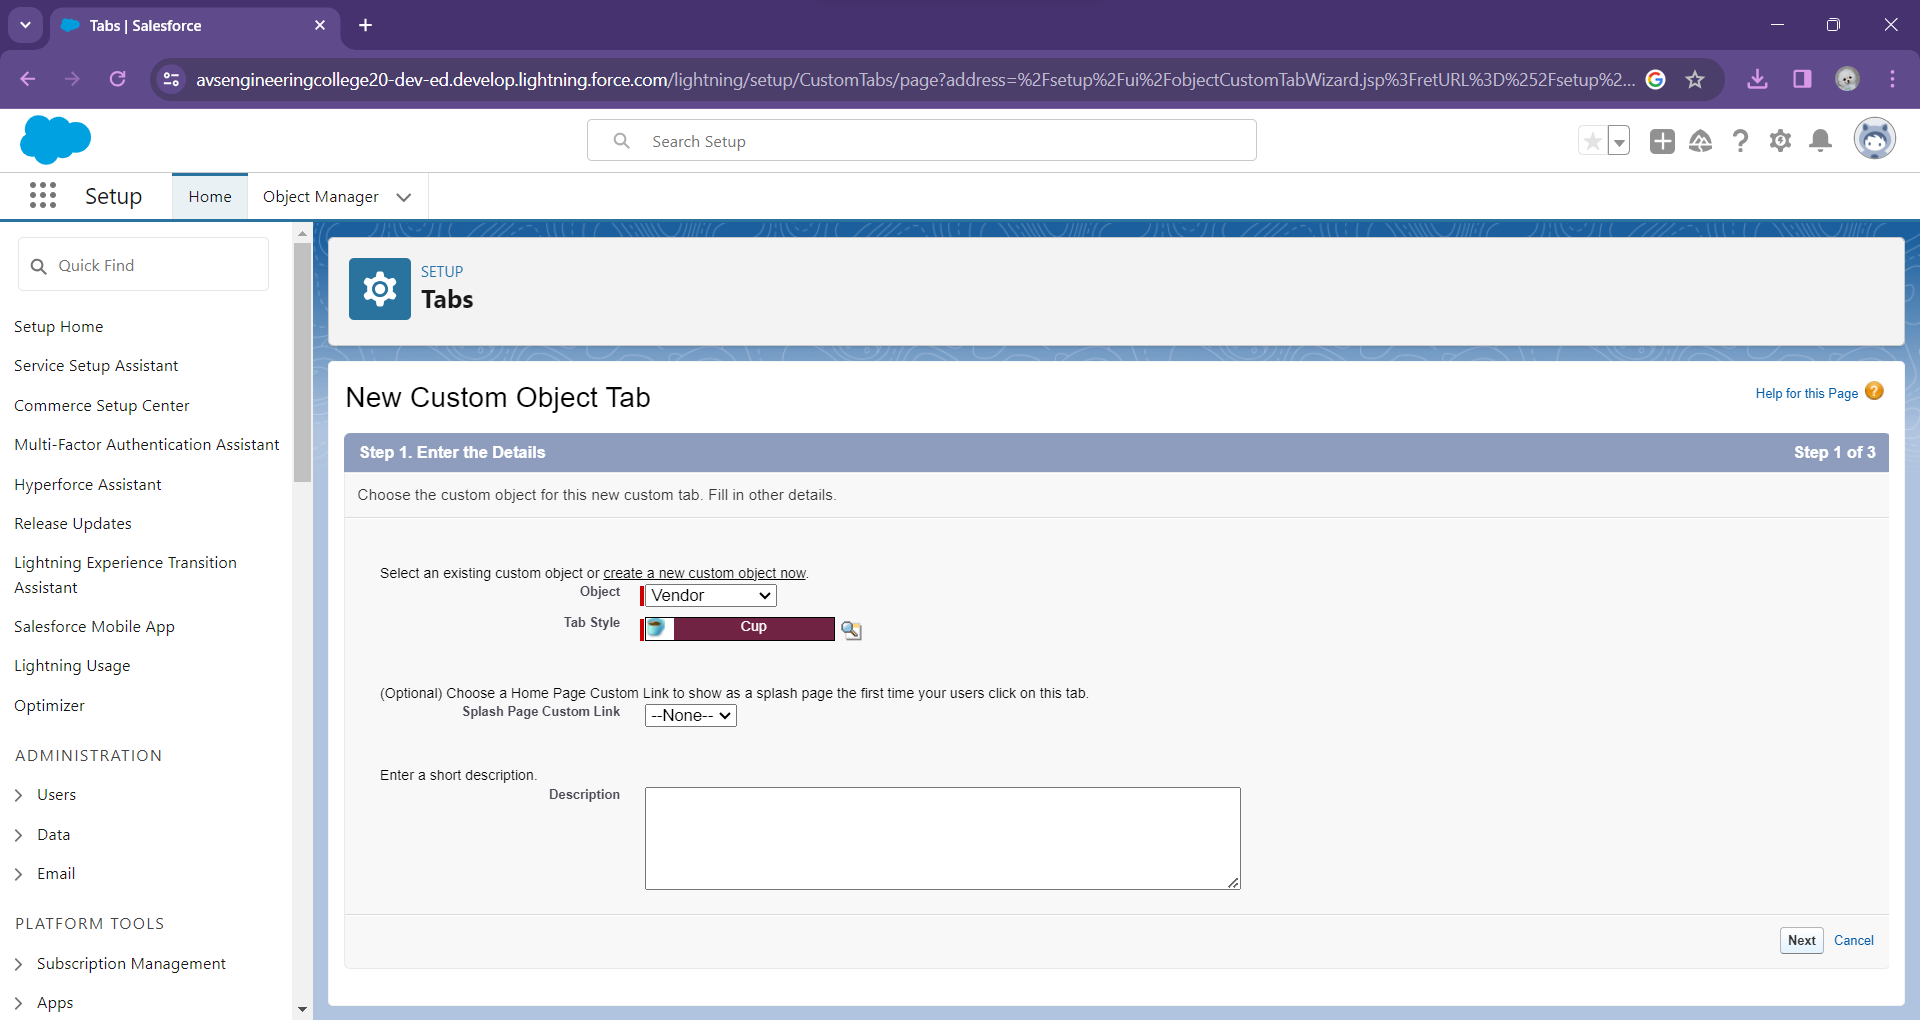 Tabs | Salesforce
avsengineeringcollege20-dev-ed.develop.lightning.force.com/lightning/setup/CustomTabs/page?address=%2Fsetup%2Fui%2FobjectCustomTabWizard.jsp%3FretURL%3D%252Fsetup%2...
Search Setup
Setup
Home
Object Manager
Quick Find
Setup Home
Service Setup Assistant
Commerce Setup Center
Multi-Factor Authentication Assistant
Hyperforce Assistant
Release Updates
Lightning Experience Transition
Assistant
Salesforce Mobile App
Lightning Usage
Optimizer
ADMINISTRATION
Users
Data
Email
PLATFORM TOOLS
Subscription Management
Apps
SETUP
Tabs
New Custom Object Tab
Help for this Page ?
Step 1. Enter the Details
Step 1 of 3
Choose the custom object for this new custom tab. Fill in other details.
Select an existing custom object or create a new custom object now.
Object
Vendor
Tab Style
Cup
(Optional) Choose a Home Page Custom Link to show as a splash page the first time your users click on this tab.
Splash Page Custom Link
--None--
Enter a short description.
Description
Next
Cancel